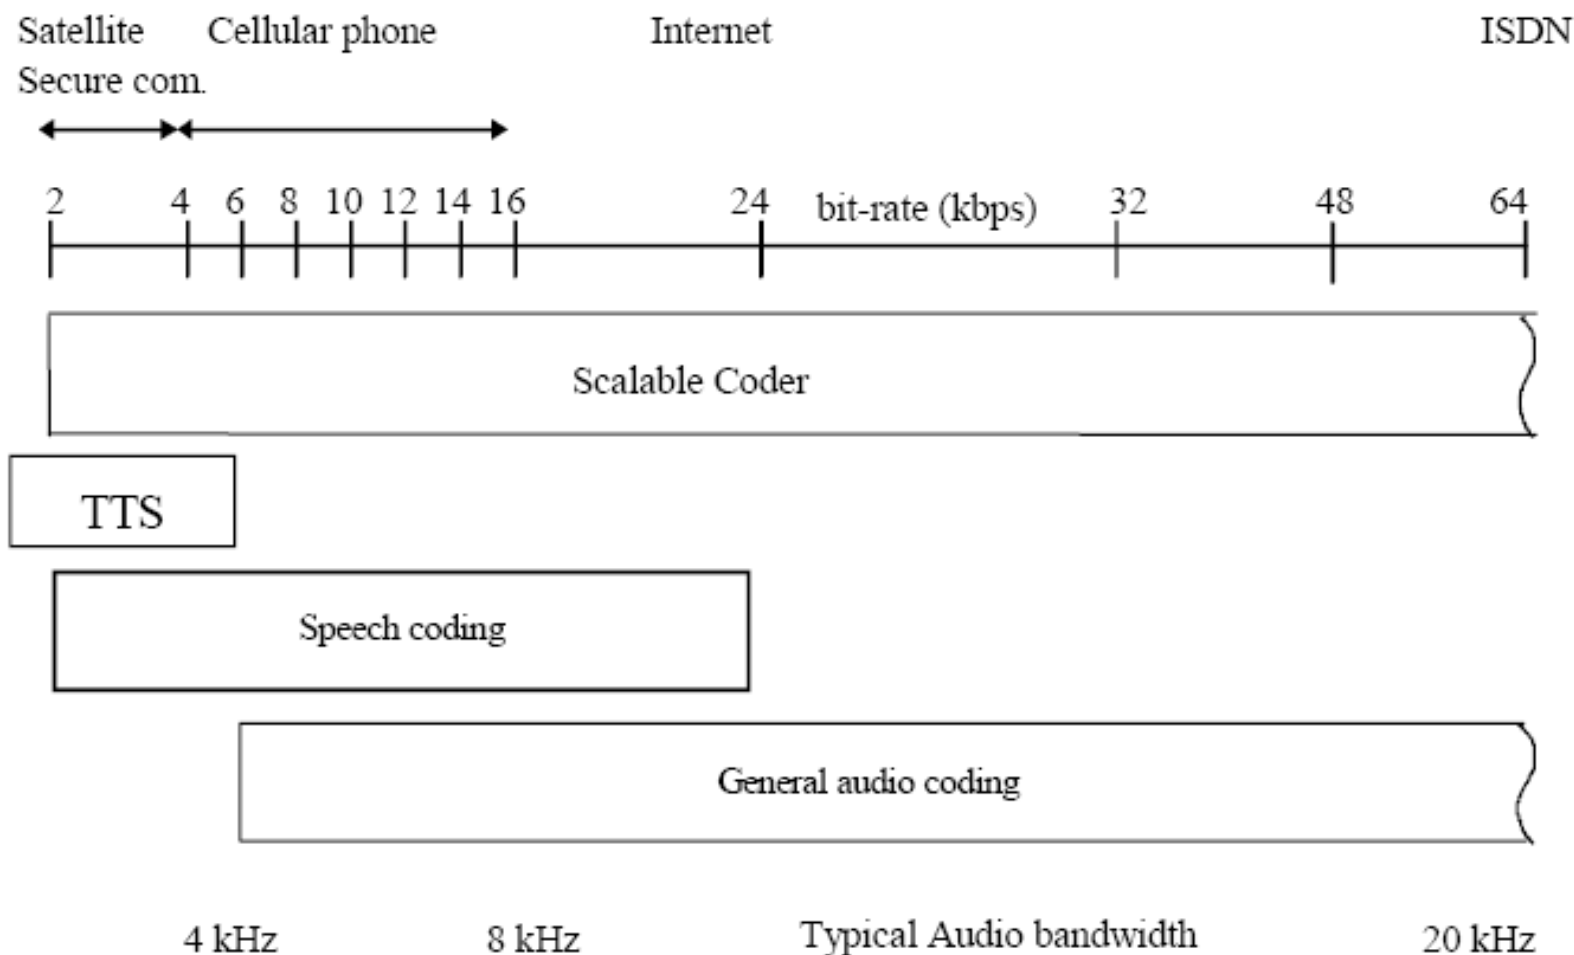 Satellite Cellular phone Internet ISDN
Secure com.
2 4 6 8 10 12 14 16 24 bit-rate (kbps) 32 48 64
Scalable Coder
TTS
Speech coding
General audio coding
4 kHz 8 kHz Typical Audio bandwidth 20 kHz